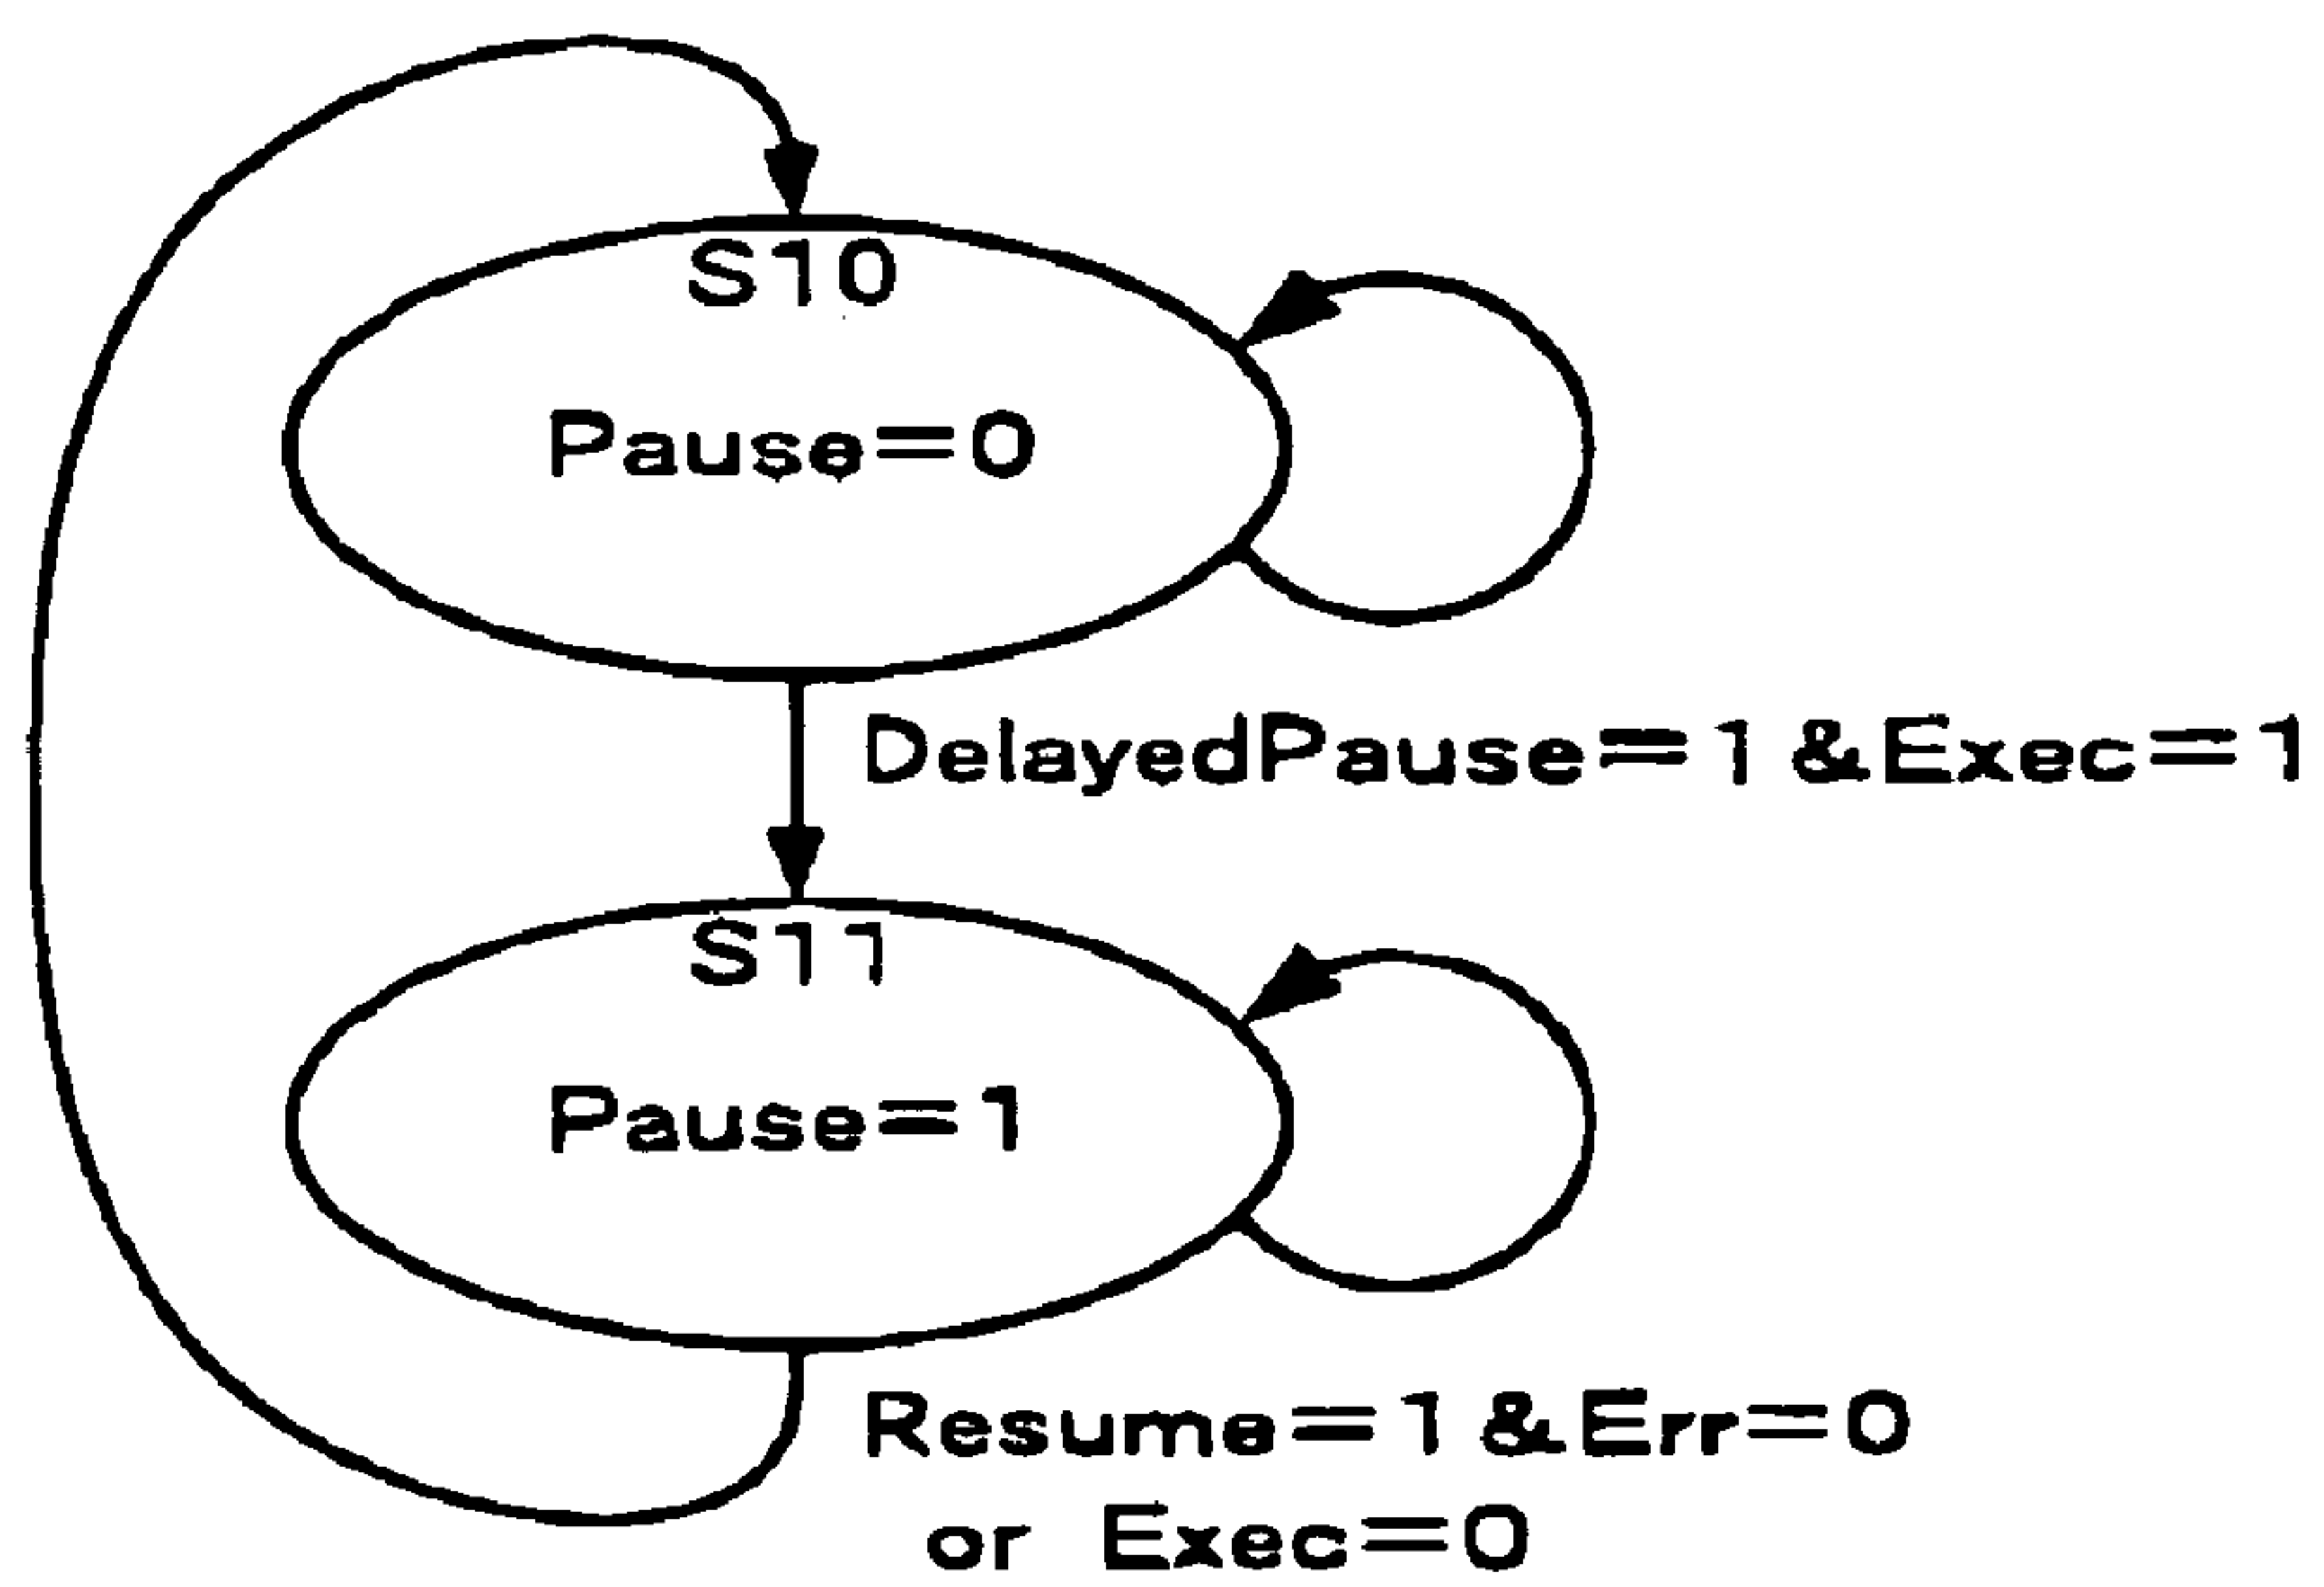 S10
Pause=0
DelayedPause=1 &Exec=1
S11
Pause=1
Resume=1 &Err=0
or Exec=0